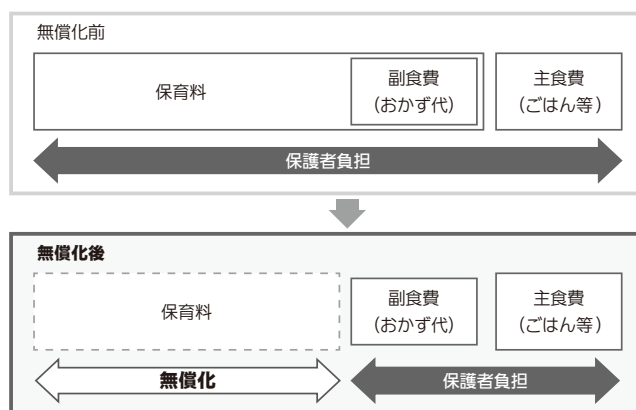 無償化前
保育料
副食費
(おかず代)
主食費
(ごはん等)
保護者負担
無償化後
保育料
副食費
(おかず代)
主食費
(ごはん等)
無償化
保護者負担